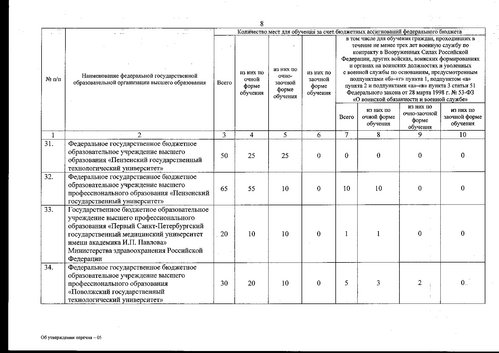 8
Количество мест для обучения за счет бюджетных ассигнований федерального бюджета
№ п/п
Наименование федеральной государственной
образовательной организации высшего образования
Всего
из них по
очной
форме
обучения
из них по
очно-
заочной
форме
обучения
из них по
заочной
форме
обучения
в том числе для обучения граждан, проходивших в
течение не менее трех лет военную службу по
контракту в Вооруженных Силах Российской
Федерации, других войсках, воинских формированиях
и органах на воинских должностях и уволенных
с военной службы по основаниям, предусмотренным
подпунктами «б»-«г» пункта 1, подпунктом «а»
пункта 2 и подпунктами «а»-«в» пункта 3 статьи 51
Федерального закона от 28 марта 1998 г. № 53-ФЗ
«О воинской обязанности и военной службе»
Всего
из них по
очной форме
обучения
из них по
очно-заочной
форме
обучения
из них по
заочной форме
обучения
1 2 3 4 5 6 7 8 9 10
31. Федеральное государственное бюджетное
образовательное учреждение высшего
образования «Пензенский государственный
технологический университет»
50 25 25 0 0 0 0 0
32. Федеральное государственное бюджетное
образовательное учреждение высшего
профессионального образования «Пензенский
государственный университет»
65 55 10 0 10 10 0 0
33. Государственное бюджетное образовательное
учреждение высшего профессионального
образования «Первый Санкт-Петербургский
государственный медицинский университет
имени академика И.П. Павлова»
Министерства здравоохранения Российской
Федерации
20 10 10 0 1 1 0 0
34. Федеральное государственное бюджетное
образовательное учреждение высшего
профессионального образования
«Поволжский государственный
технологический университет»
30 20 10 0 5 3 2 0
Об утверждении перечня – 05